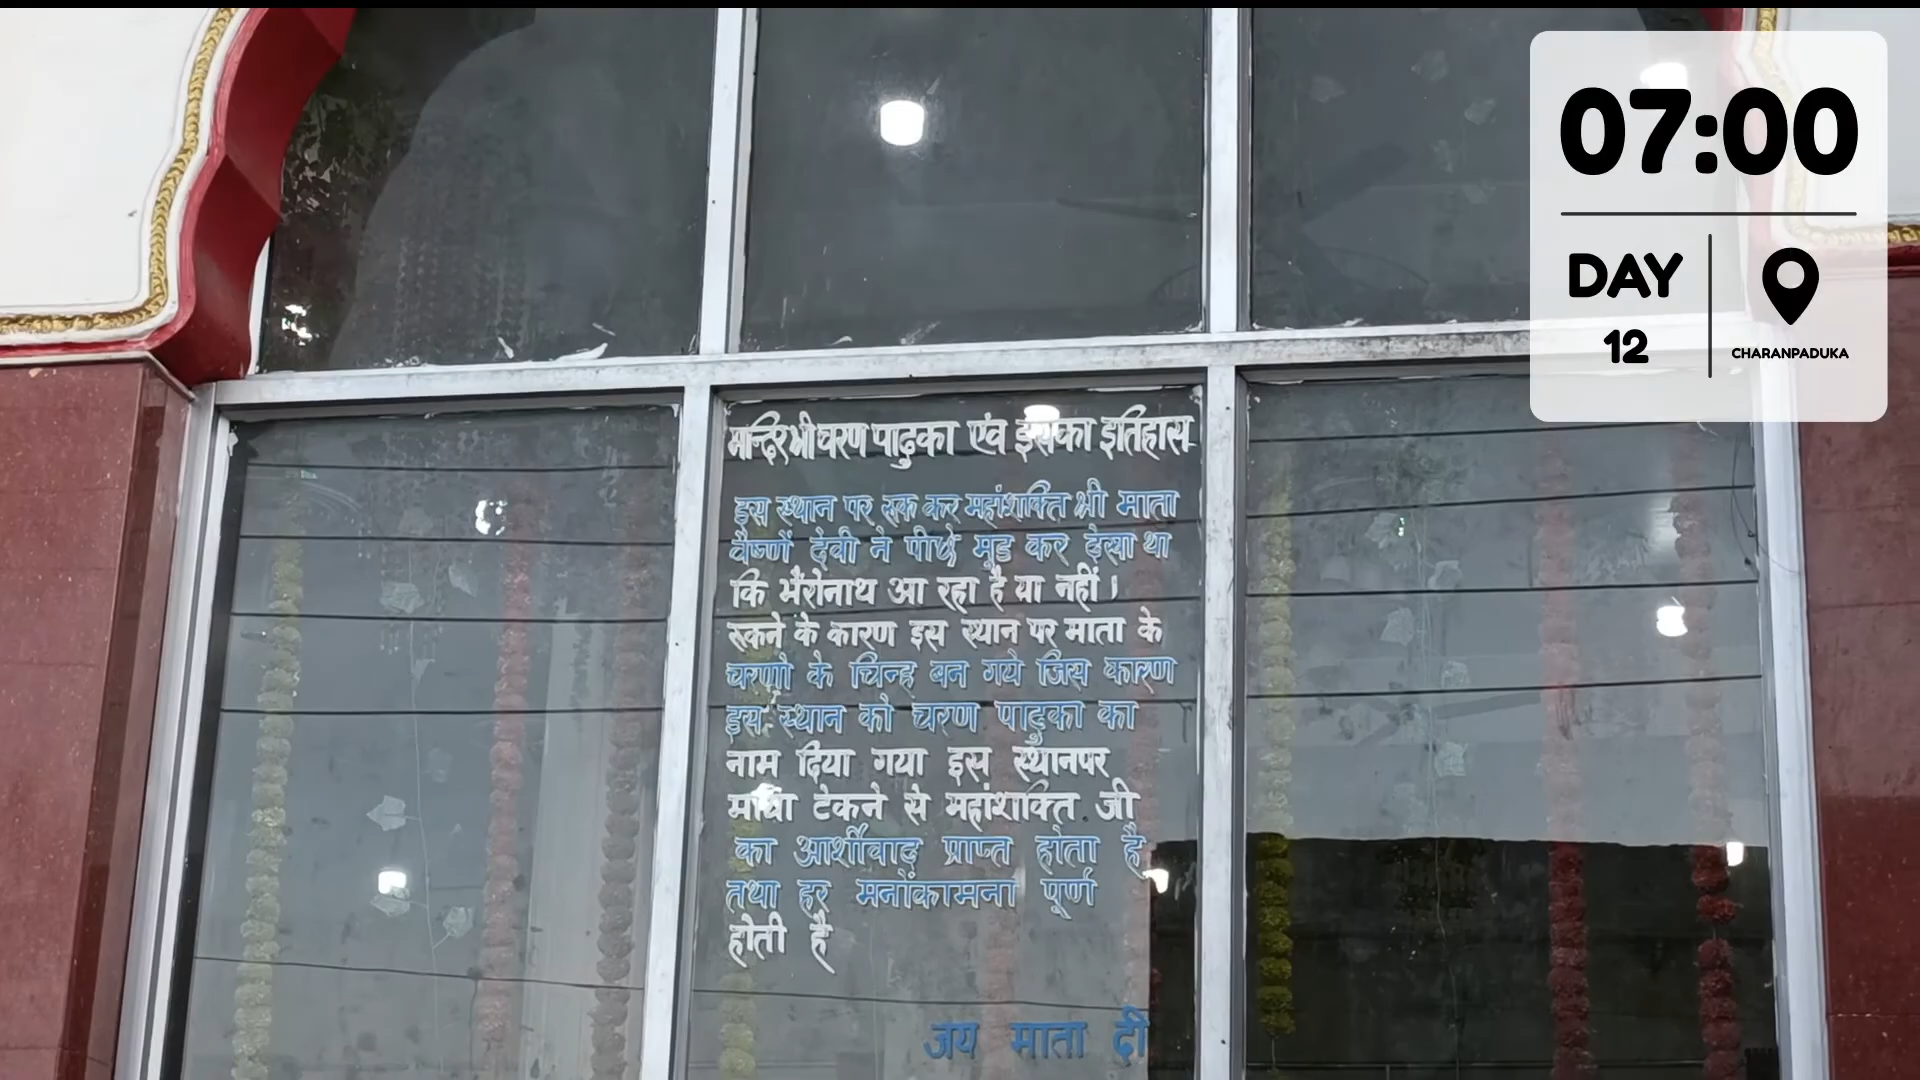 मन्दिर श्री चरण पादुका एंव इसका इतिहास
इस स्थान पर रूक कर महांशक्ति श्री माता
वैष्णों देवी ने पीछे मूड कर देखा था
कि भैंरोनाथ आ रहा है या नहीं।
रूकने के कारण इस स्थान पर माता के
चरणों के चिन्ह बन गये जिस कारण
इस स्थान को चरण पादुका का
नाम दिया गया इस स्थानपर
माथा टेकने से महांशक्ति जी
का आर्शीवाद प्राप्त होता है
तथा हर मनोंकामना पूर्ण
होती है
जय माता दी
07:00
DAY
12
CHARANPADUKA